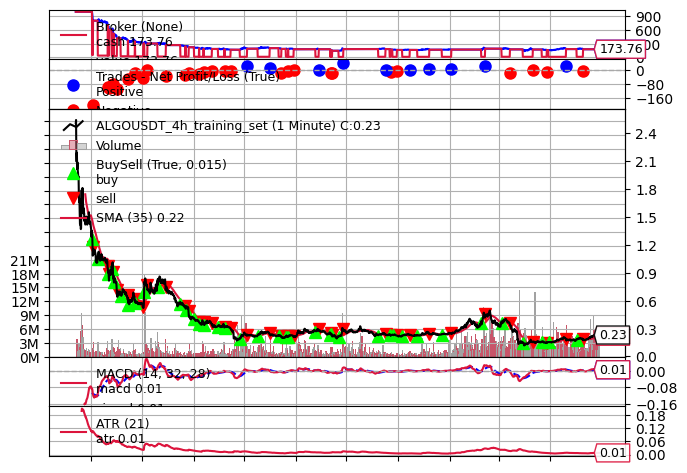 Broker (None)
cash 173.76
900
600
173.76
Trades - Net Profit/Loss (True)
Positive
Negative
0
−80
−160
ALGOUSDT_4h_training_set (1 Minute) C:0.23
Volume
BuySell (True, 0.015)
buy
sell
SMA (35) 0.22
2.4
2.1
1.8
1.5
1.2
0.9
0.6
0.3
0.23
0.0
21M
18M
15M
12M
9M
6M
3M
0M
MACD (14, 32, 28)
macd 0.01
0.01
0.00
−0.08
−0.16
ATR (21)
atr 0.01
0.18
0.12
0.06
0.01
0.00